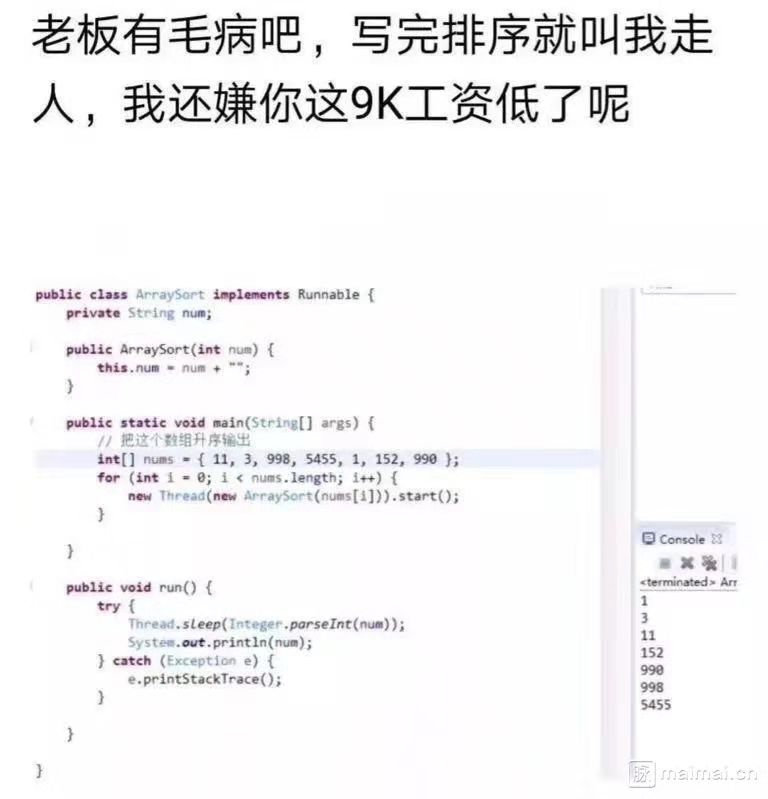 老板有毛病吧，写完排序就叫我走
人，我还嫌你这9K工资低了呢
public class ArraySort implements Runnable {
private String num;
public ArraySort(int num) {
this.num = num + "";
}
public static void main(String[] args) {
// 把这个数组升序输出
int[] nums = { 11, 3, 998, 5455, 1, 152, 990 };
for (int i = 0; i < nums.length; i++) {
new Thread(new ArraySort(nums[i])).start();
}
}
public void run() {
try {
Thread.sleep(Integer.parseInt(num));
System.out.println(num);
} catch (Exception e) {
e.printStackTrace();
}
}
}
Console
<terminated> Arr
1
3
11
152
990
998
5455
脉 maimai.cn